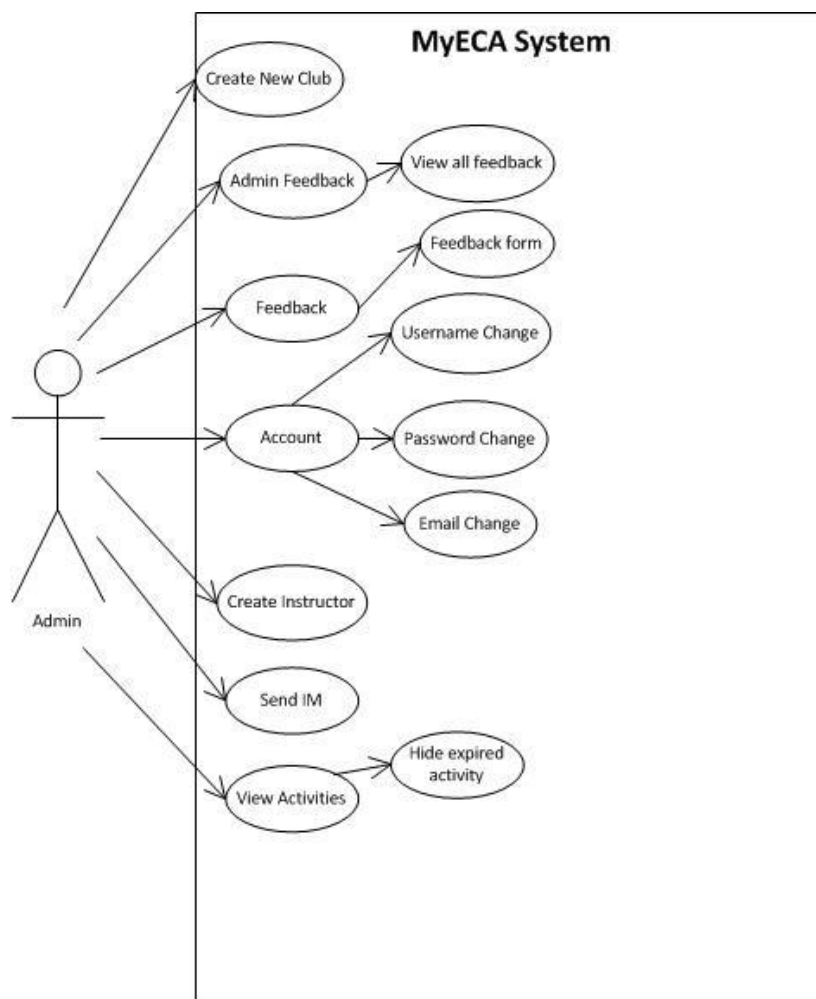 MyECA System
Create New Club
Admin Feedback
View all feedback
Feedback form
Feedback
Username Change
Account
Password Change
Email Change
Create Instructor
Admin
Send IM
Hide expired
activity
View Activities